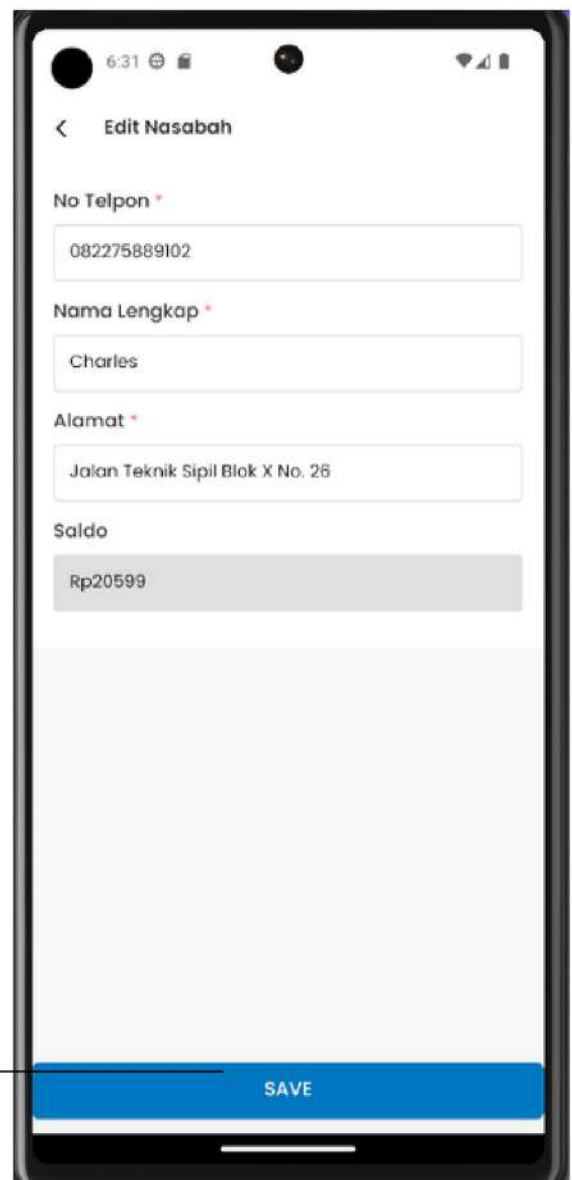 6:31
Edit Nasabah
No Telpon *
082275889102
Nama Lengkap *
Charles
Alamat *
Jalan Teknik Sipil Blok X No. 26
Saldo
Rp20599
SAVE